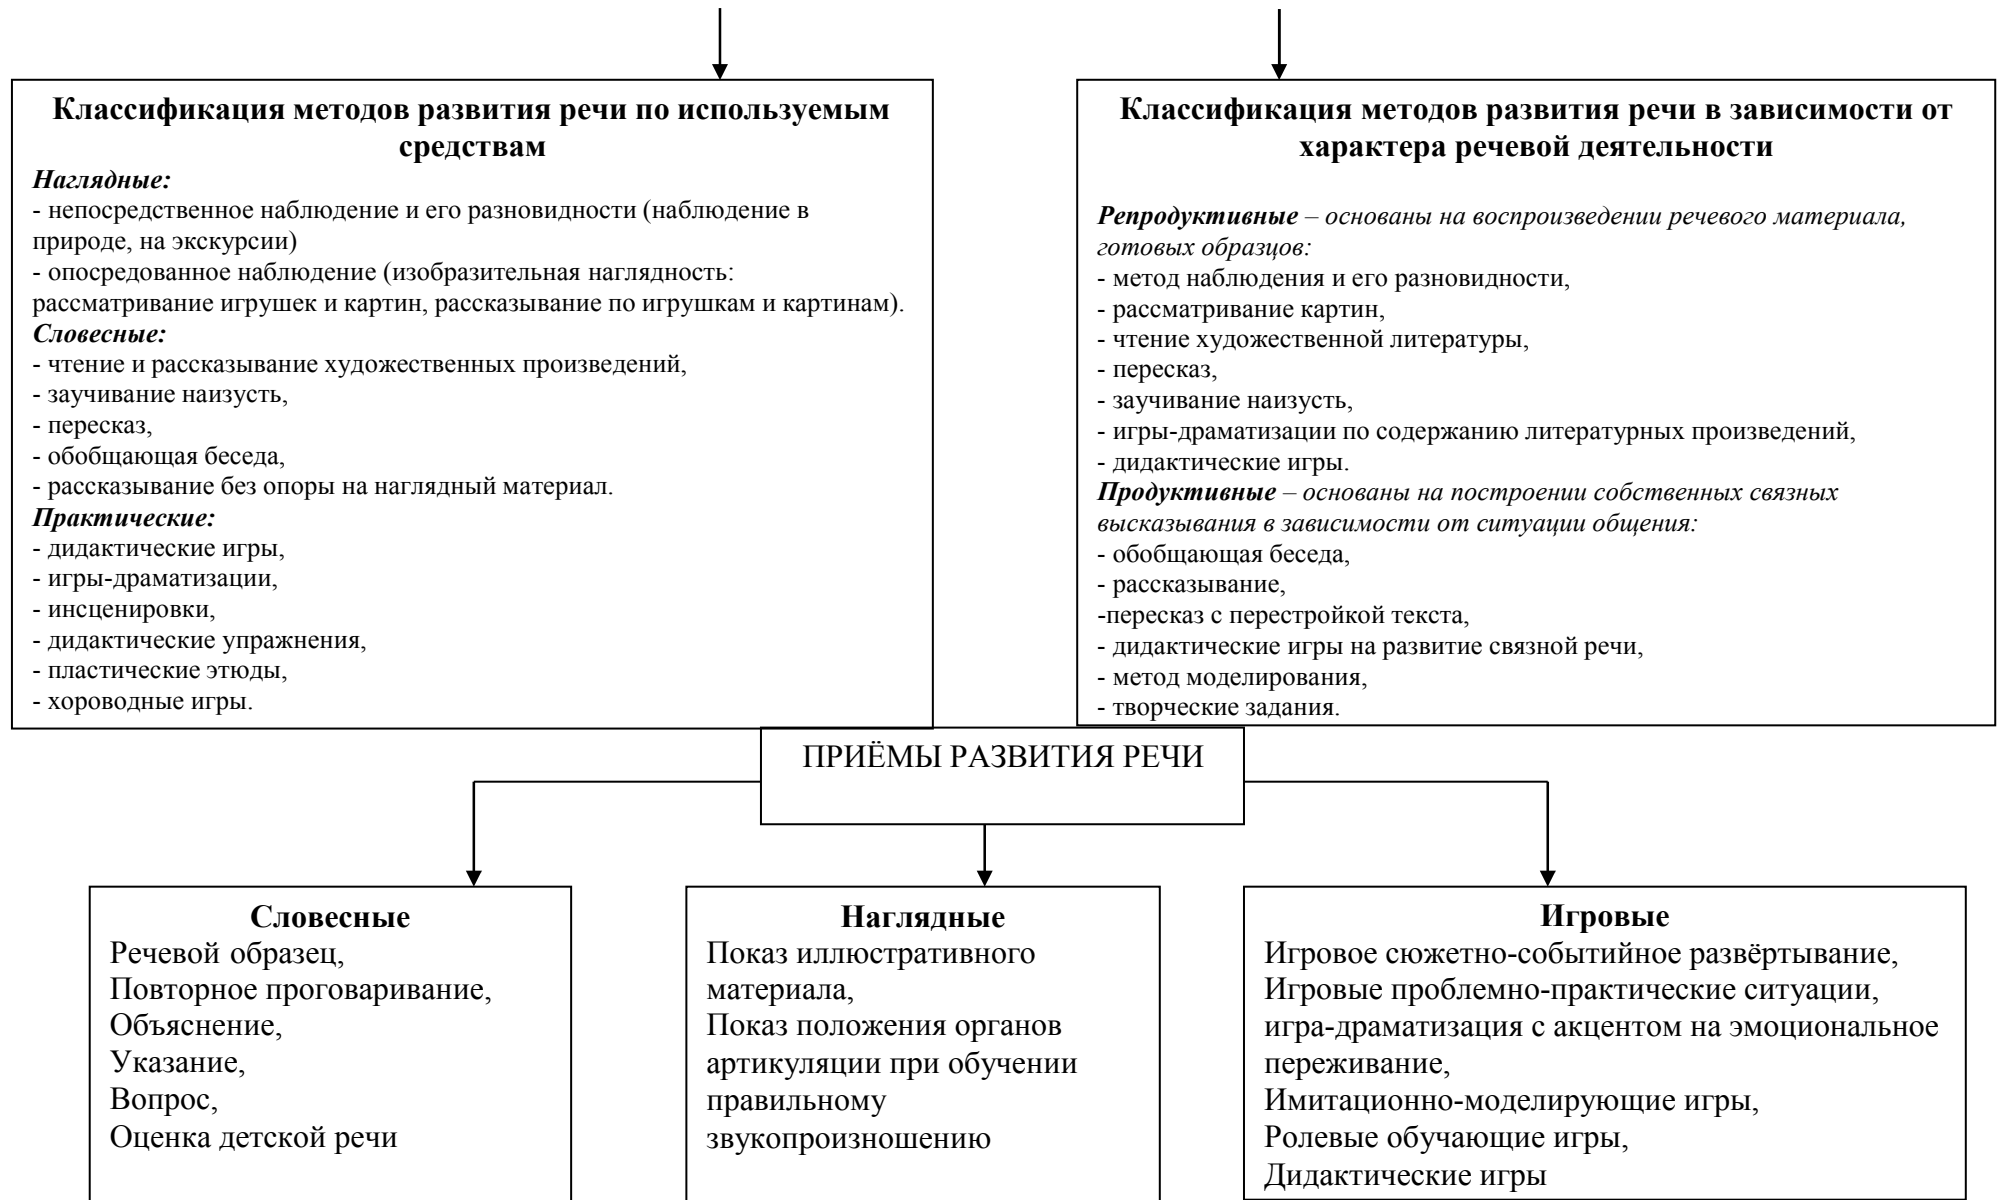 Классификация методов развития речи по используемым
средствам
Наглядные:
- непосредственное наблюдение и его разновидности (наблюдение в
природе, на экскурсии)
- опосредованное наблюдение (изобразительная наглядность:
рассматривание игрушек и картин, рассказывание по игрушкам и картинам).
Словесные:
- чтение и рассказывание художественных произведений,
- заучивание наизусть,
- пересказ,
- обобщающая беседа,
- рассказывание без опоры на наглядный материал.
Практические:
- дидактические игры,
- игры-драматизации,
- инсценировки,
- дидактические упражнения,
- пластические этюды,
- хороводные игры.
Классификация методов развития речи в зависимости от
характера речевой деятельности
Репродуктивные – основаны на воспроизведении речевого материала,
готовых образцов:
- метод наблюдения и его разновидности,
- рассматривание картин,
- чтение художественной литературы,
- пересказ,
- заучивание наизусть,
- игры-драматизации по содержанию литературных произведений,
- дидактические игры.
Продуктивные – основаны на построении собственных связных
высказывания в зависимости от ситуации общения:
- обобщающая беседа,
- рассказывание,
-пересказ с перестройкой текста,
- дидактические игры на развитие связной речи,
- метод моделирования,
- творческие задания.
ПРИЁМЫ РАЗВИТИЯ РЕЧИ
Словесные
Речевой образец,
Повторное проговаривание,
Объяснение,
Указание,
Вопрос,
Оценка детской речи
Наглядные
Показ иллюстративного
материала,
Показ положения органов
артикуляции при обучении
правильному
звукопроизношению
Игровые
Игровое сюжетно-событийное развёртывание,
Игровые проблемно-практические ситуации,
игра-драматизация с акцентом на эмоциональное
переживание,
Имитационно-моделирующие игры,
Ролевые обучающие игры,
Дидактические игры